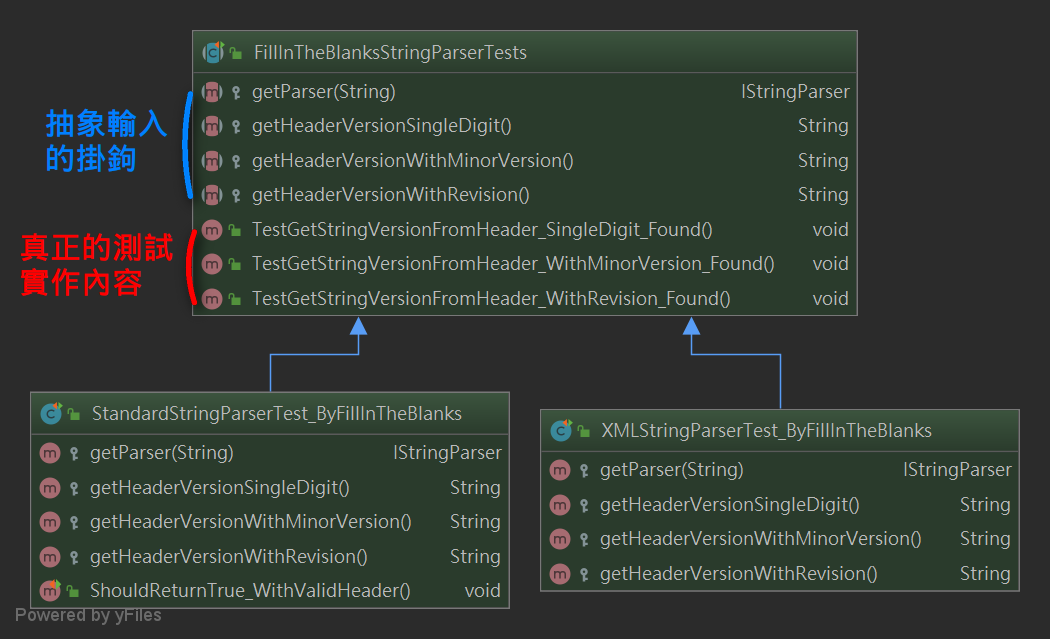 FillInTheBlanksStringParserTests
抽象輸入
的掛鉤
getParser(String) IStringParser
getHeaderVersionSingleDigit() String
getHeaderVersionWithMinorVersion() String
getHeaderVersionWithRevision() String
真正的測試
實作內容
TestGetStringVersionFromHeader_SingleDigit_Found() void
TestGetStringVersionFromHeader_WithMinorVersion_Found() void
TestGetStringVersionFromHeader_WithRevision_Found() void
StandardStringParserTest_ByFillInTheBlanks
getParser(String) IStringParser
getHeaderVersionSingleDigit() String
getHeaderVersionWithMinorVersion() String
getHeaderVersionWithRevision() String
ShouldReturnTrue_WithValidHeader() void
XMLStringParserTest_ByFillInTheBlanks
getParser(String) IStringParser
getHeaderVersionSingleDigit() String
getHeaderVersionWithMinorVersion() String
getHeaderVersionWithRevision() String
Powered by yFiles